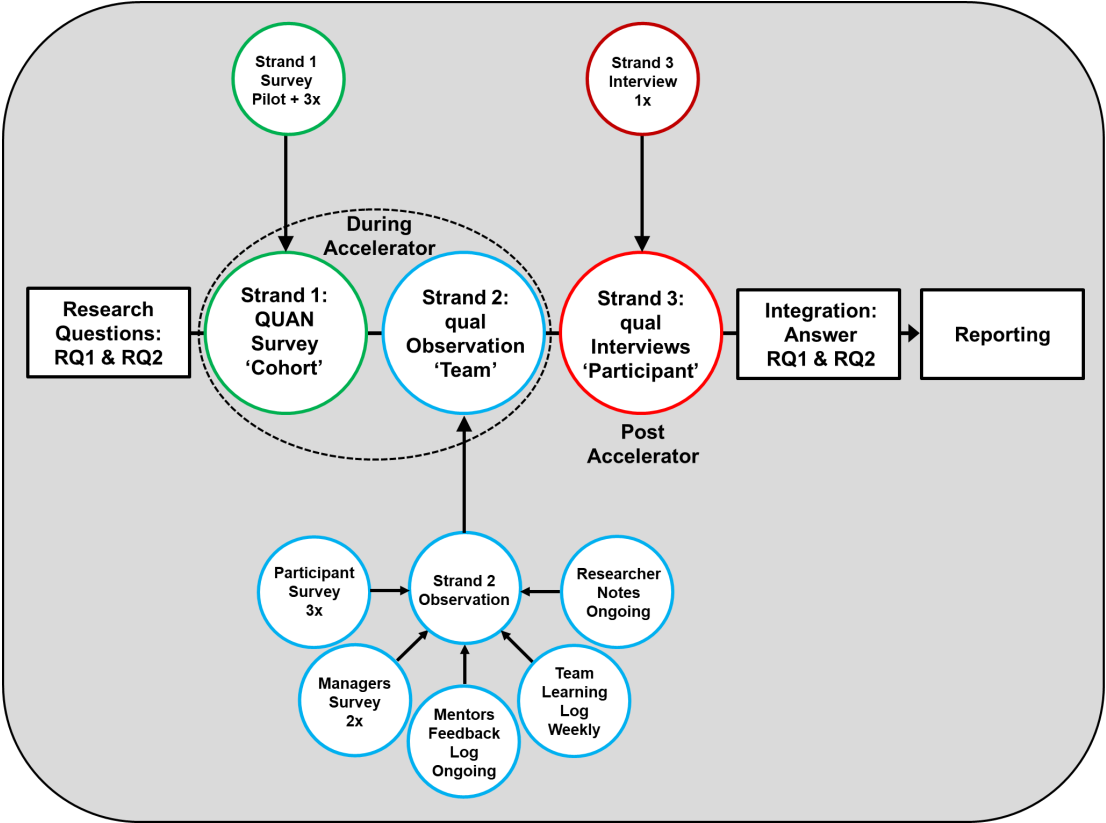 Strand 1
Survey
Pilot + 3x
Strand 3
Interview
1x
During
Accelerator
Research
Questions:
RQ1 & RQ2
Strand 1:
QUAN
Survey
‘Cohort’
Strand 2:
qual
Observation
‘Team’
Strand 3:
qual
Interviews
‘Participant’
Integration:
Answer
RQ1 & RQ2
Reporting
Post
Accelerator
Participant
Survey
3x
Strand 2
Observation
Researcher
Notes
Ongoing
Managers
Survey
2x
Mentors
Feedback
Log
Ongoing
Team
Learning
Log
Weekly